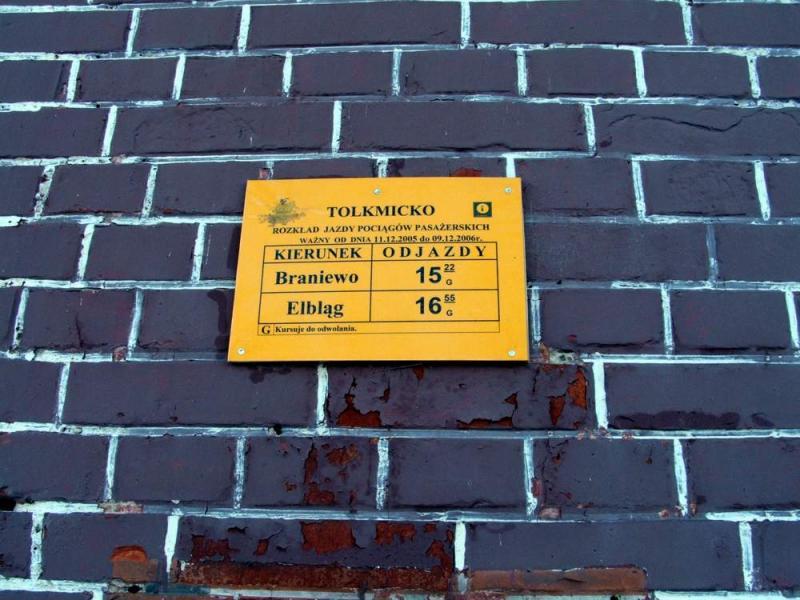 TOLKMICKO
ROZKŁAD JAZDY POCIĄGÓW PASAŻERSKICH
WAŻNY OD DNIA 11.12.2005 do 09.12.2006r.
KIERUNEK ODJAZDY
Braniewo 15 22 G
Elbląg 16 55 G
G Kursuje do odwołania.